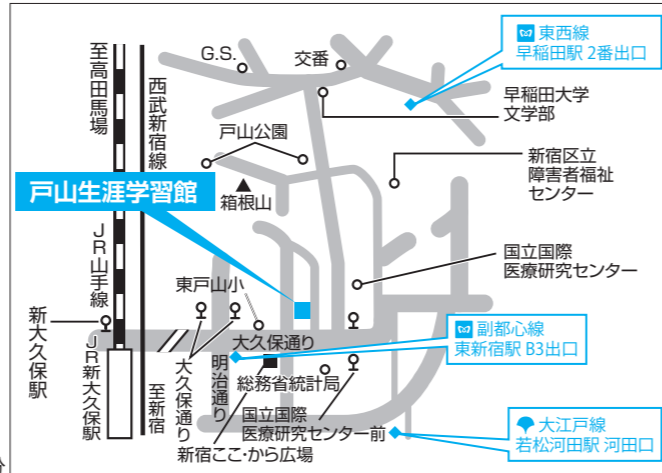 至高田馬場
西武新宿線
G.S.
交番
東西線
早稲田駅 2番出口
早稲田大学
文学部
戸山公園
新宿区立
障害者福祉
センター
箱根山
戸山生涯学習館
JR山手線
国立国際
医療研究センター
東戸山小
新大久保駅
大久保通り
副都心線
東新宿駅 B3出口
JR新大久保駅
至新宿
大久保通り
明治通り
総務省統計局
国立国際
医療研究センター前
新宿ここ・から広場
大江戸線
若松河田駅 河田口